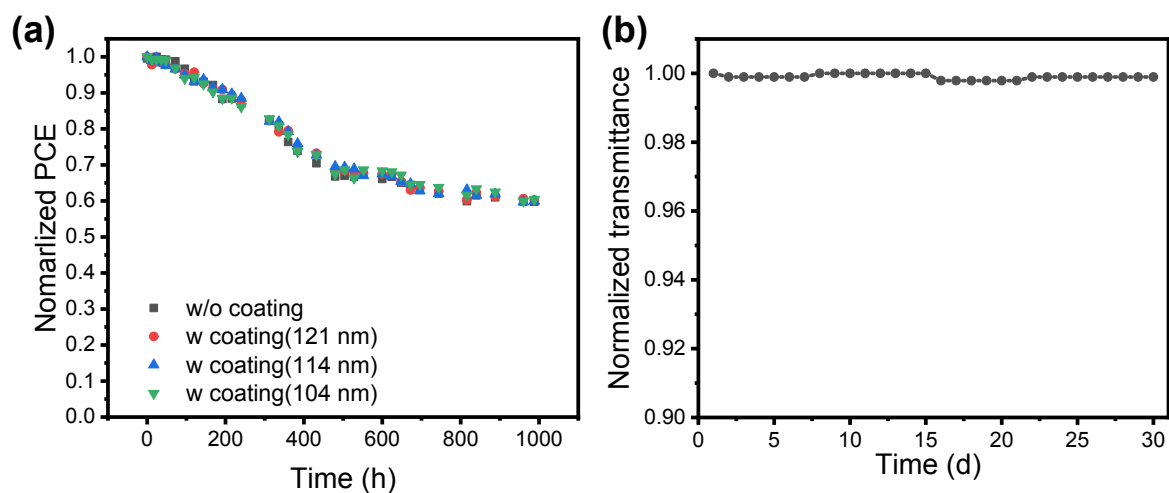 (a)
Nomarlized PCE
1.0
0.9
0.8
0.7
0.6
0.5
0.4
0.3
0.2
0.1
0.0
w/o coating
w coating(121 nm)
w coating(114 nm)
w coating(104 nm)
0 200 400 600 800 1000
Time (h)
(b)
Normalized transmittance
1.00
0.98
0.96
0.94
0.92
0.90
0 5 10 15 20 25 30
Time (d)